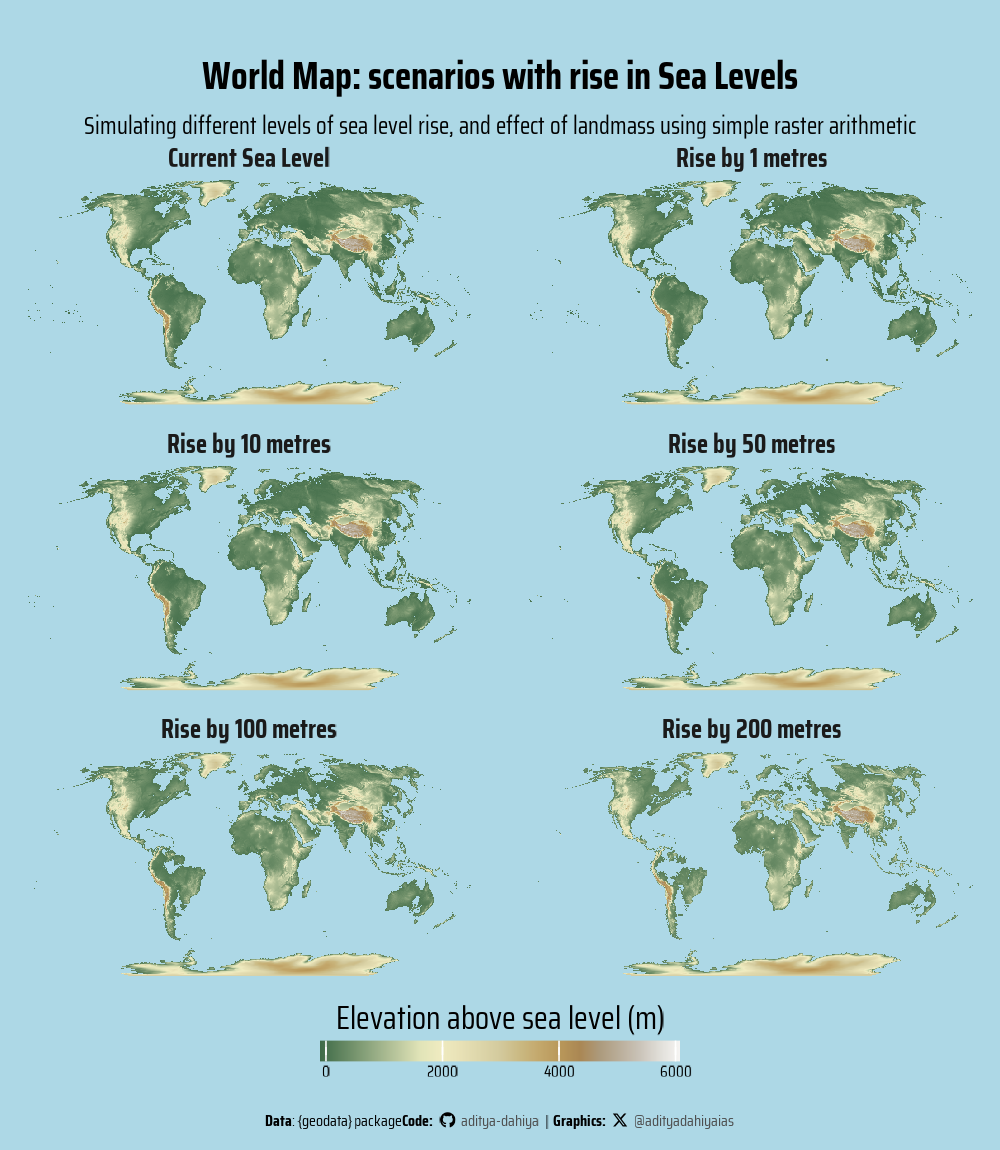 World Map: scenarios with rise in Sea Levels
Simulating different levels of sea level rise, and effect of landmass using simple raster arithmetic
Current Sea Level
Rise by 1 metres
Rise by 10 metres
Rise by 50 metres
Rise by 100 metres
Rise by 200 metres
Elevation above sea level (m)
0 2000 4000 6000
Data: {geodata} packageCode: aditya-dahiya | Graphics: @adityadahiyaias